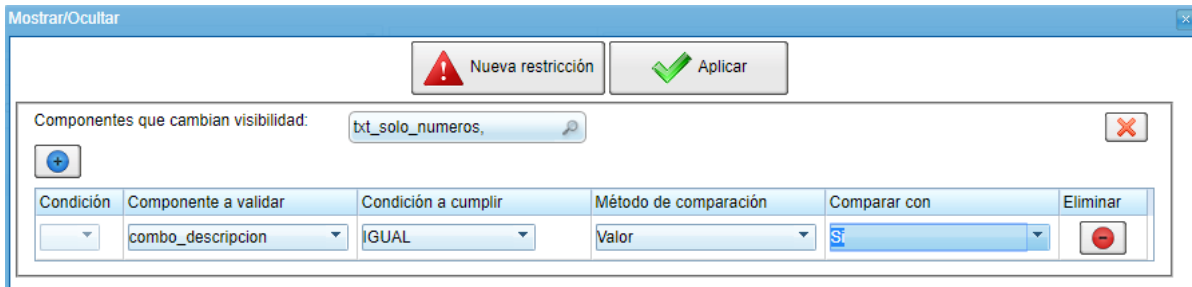 Mostrar/Ocultar
Nueva restricción
Aplicar
Componentes que cambian visibilidad:
txt_solo_numeros,
Condición Componente a validar Condición a cumplir Método de comparación Comparar con Eliminar
combo_descripcion IGUAL Valor Si